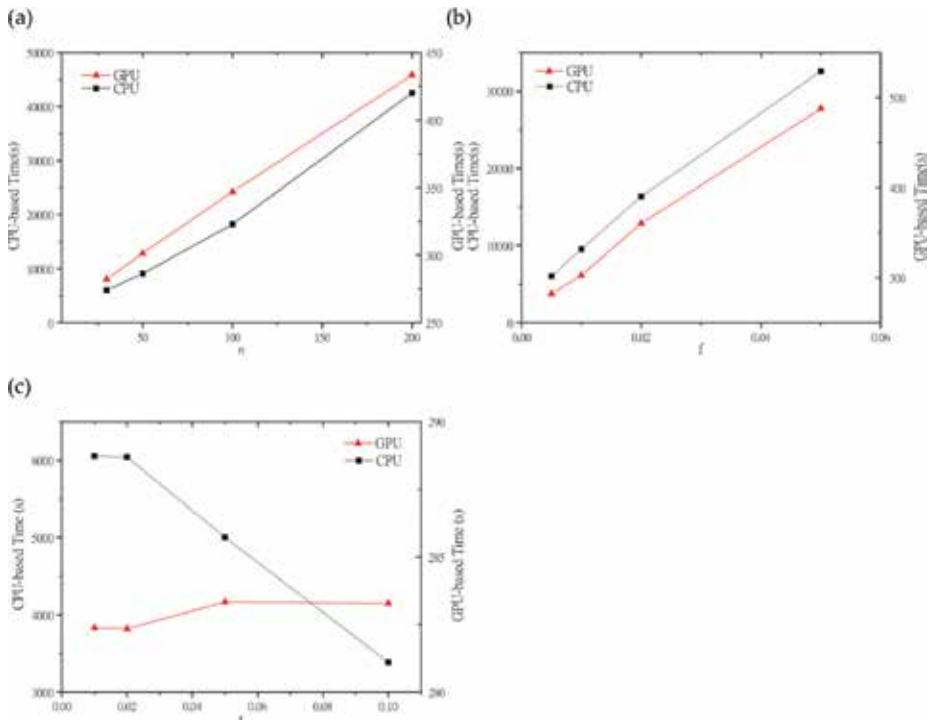 (a)
50000
40000
30000
20000
10000
0
CPU-based Time(s)
GPU
CPU
50
100
150
200
n
450
400
350
300
250
GPU-based Time(s)
(b)
30000
20000
10000
0
CPU-based Time(s)
GPU
CPU
0.00
0.02
0.04
0.06
f
500
400
300
GPU-based Time(s)
(c)
6000
5000
4000
3000
CPU-based Time (s)
GPU
CPU
0.00
0.02
0.04
0.06
0.08
0.10
290
285
280
GPU-based Time (s)